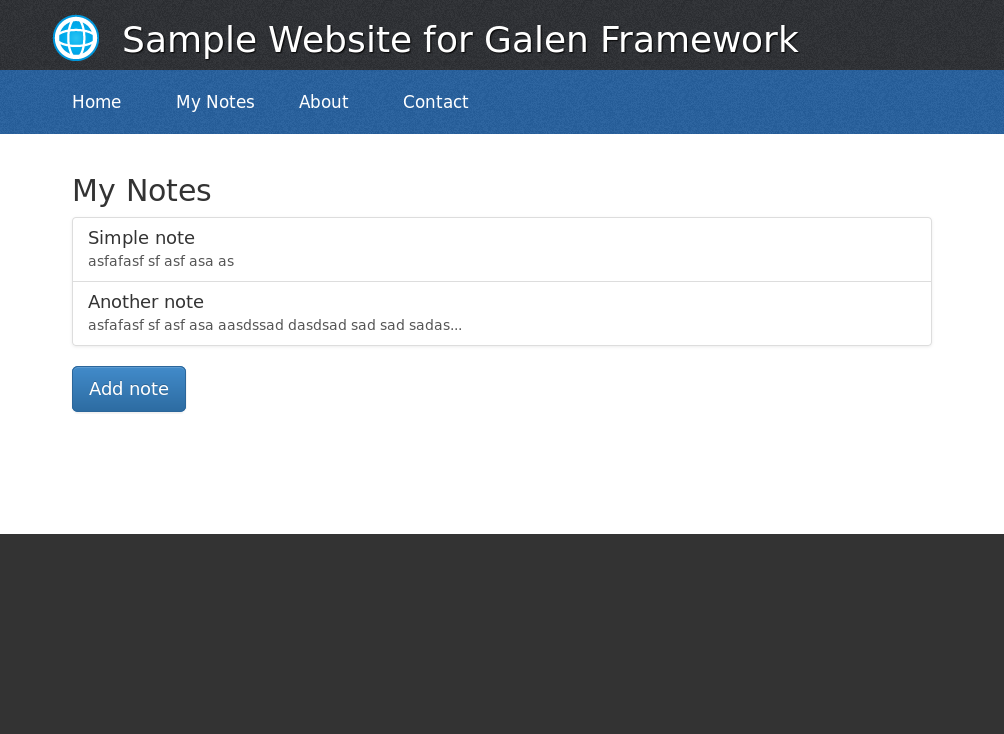 Sample Website for Galen Framework
Home My Notes About Contact
My Notes
Simple note
asfafasf sf asf asa as
Another note
asfafasf sf asf asa aasdssad dasdsad sad sad sadas...
Add note